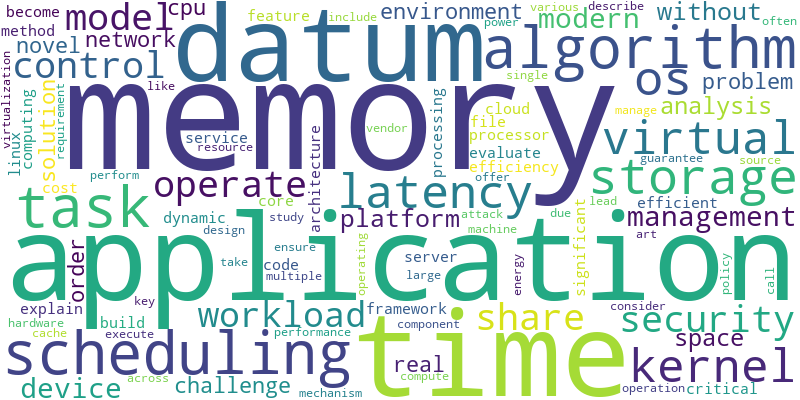 become
method
novel
control
model
network
cpu
datum
memory
feature
include
environment
power
various
describe
modern
often
without
algorithm
single
os
problem
virtualization
linux
computing
requirement
solution
cost
like
service
resource
vendor
processing
cloud
file
processor
evaluate
efficiency
manage
analysis
virtual
guarantee
source
perform
operate
architecture
latency
core
offer
storage
task
dynamic
study
design
platform
attack
machine
due
lead
efficient
management
significant
art
application
order
take
ensure
code
multiple
operating
server
large
energy
policy
call
key
explain
build
workload
framework
component
share
consider
security
hardware
cache
execute
performance
space
scheduling
real
time
compute
kernel
device
across
challenge
mechanism
operation
critical